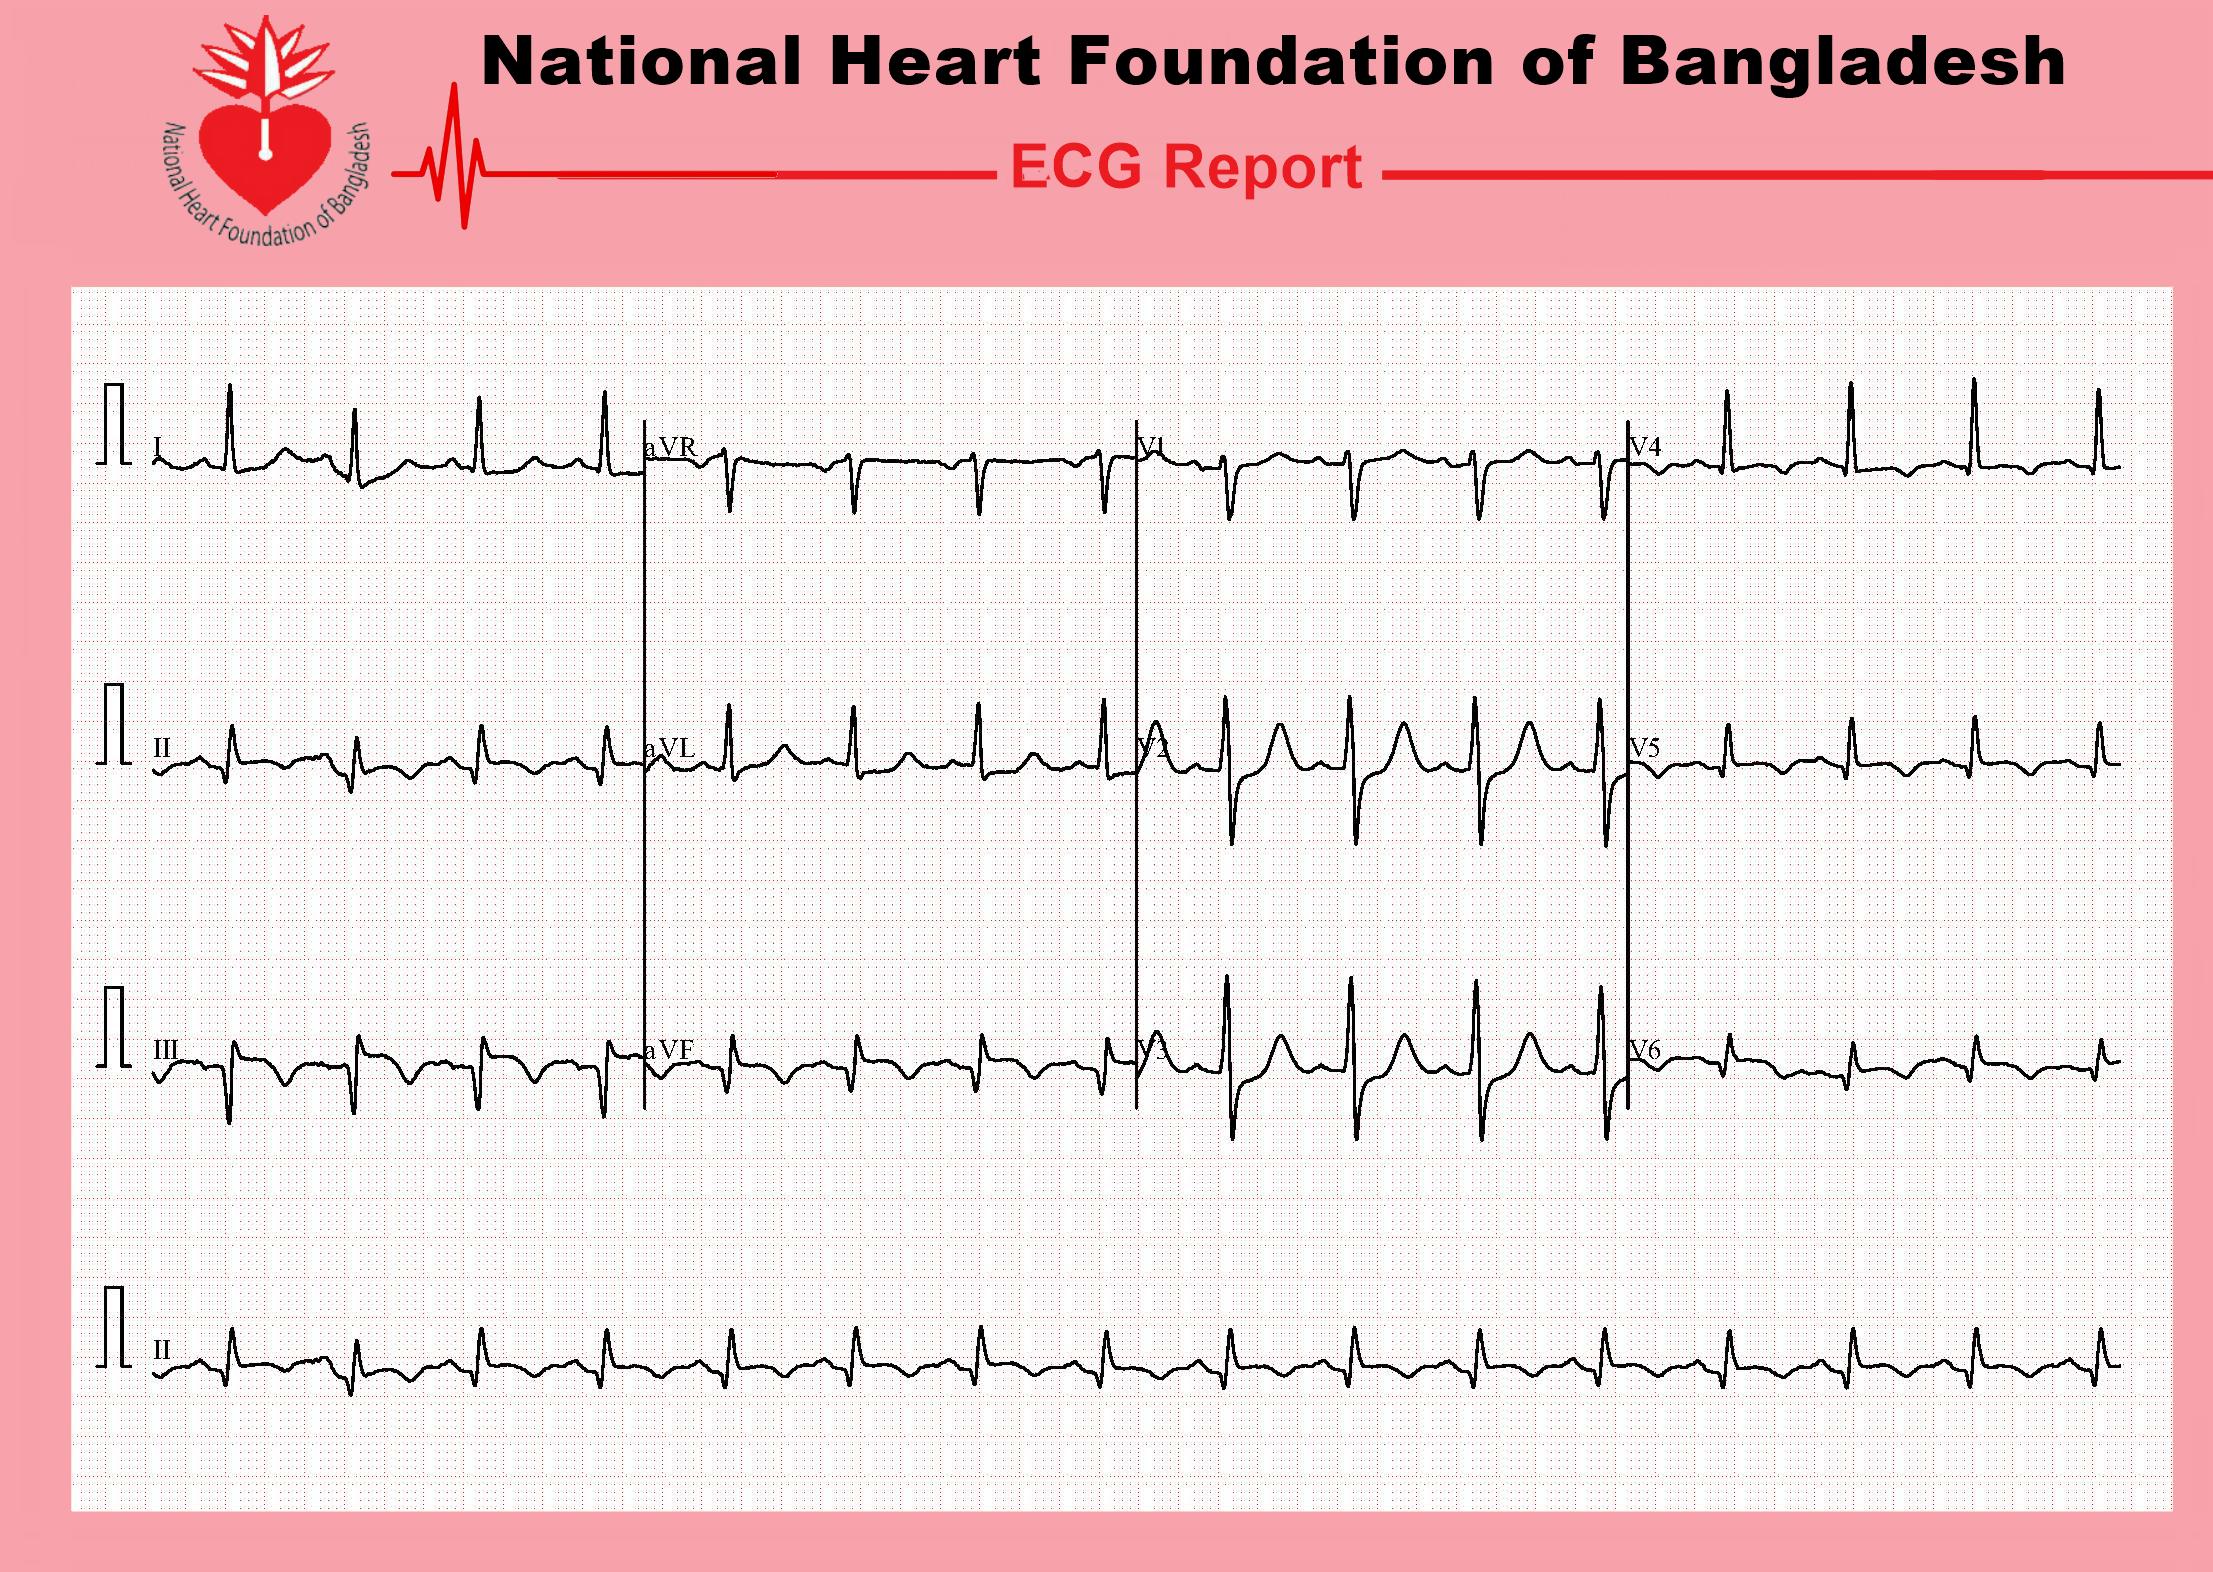 National Heart Foundation of Bangladesh
National Heart Foundation of Bangladesh
ECG Report
I
aVR
V1
V4
II
aVL
V2
V5
III
aVF
V3
V6
II